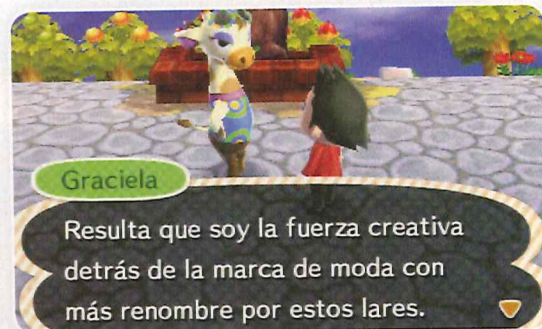 Graciela
Resulta que soy la fuerza creativa
detrás de la marca de moda con
más renombre por estos lares.